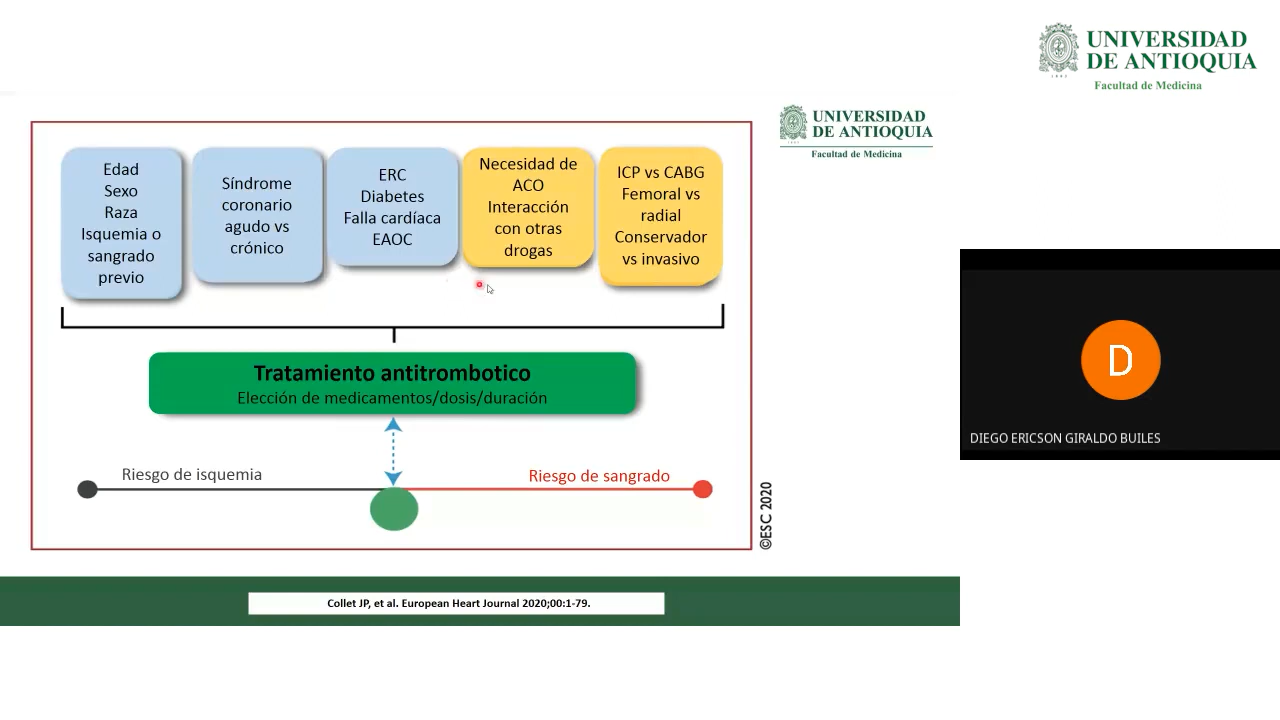 UNIVERSIDAD
DE ANTIOQUIA
Facultad de Medicina
1803
UNIVERSIDAD
DE ANTIOQUIA
Facultad de Medicina
Edad
Sexo
Raza
Isquemia o
sangrado
previo
Síndrome
coronario
agudo vs
crónico
ERC
Diabetes
Falla cardíaca
EAOC
Necesidad de
ACO
Interacción
con otras
drogas
ICP vs CABG
Femoral vs
radial
Conservador
vs invasivo
Tratamiento antitrombotico
Elección de medicamentos/dosis/duración
Riesgo de isquemia
Riesgo de sangrado
©ESC 2020
Collet JP, et al. European Heart Journal 2020;00:1-79.
D
DIEGO ERICSON GIRALDO BUILES